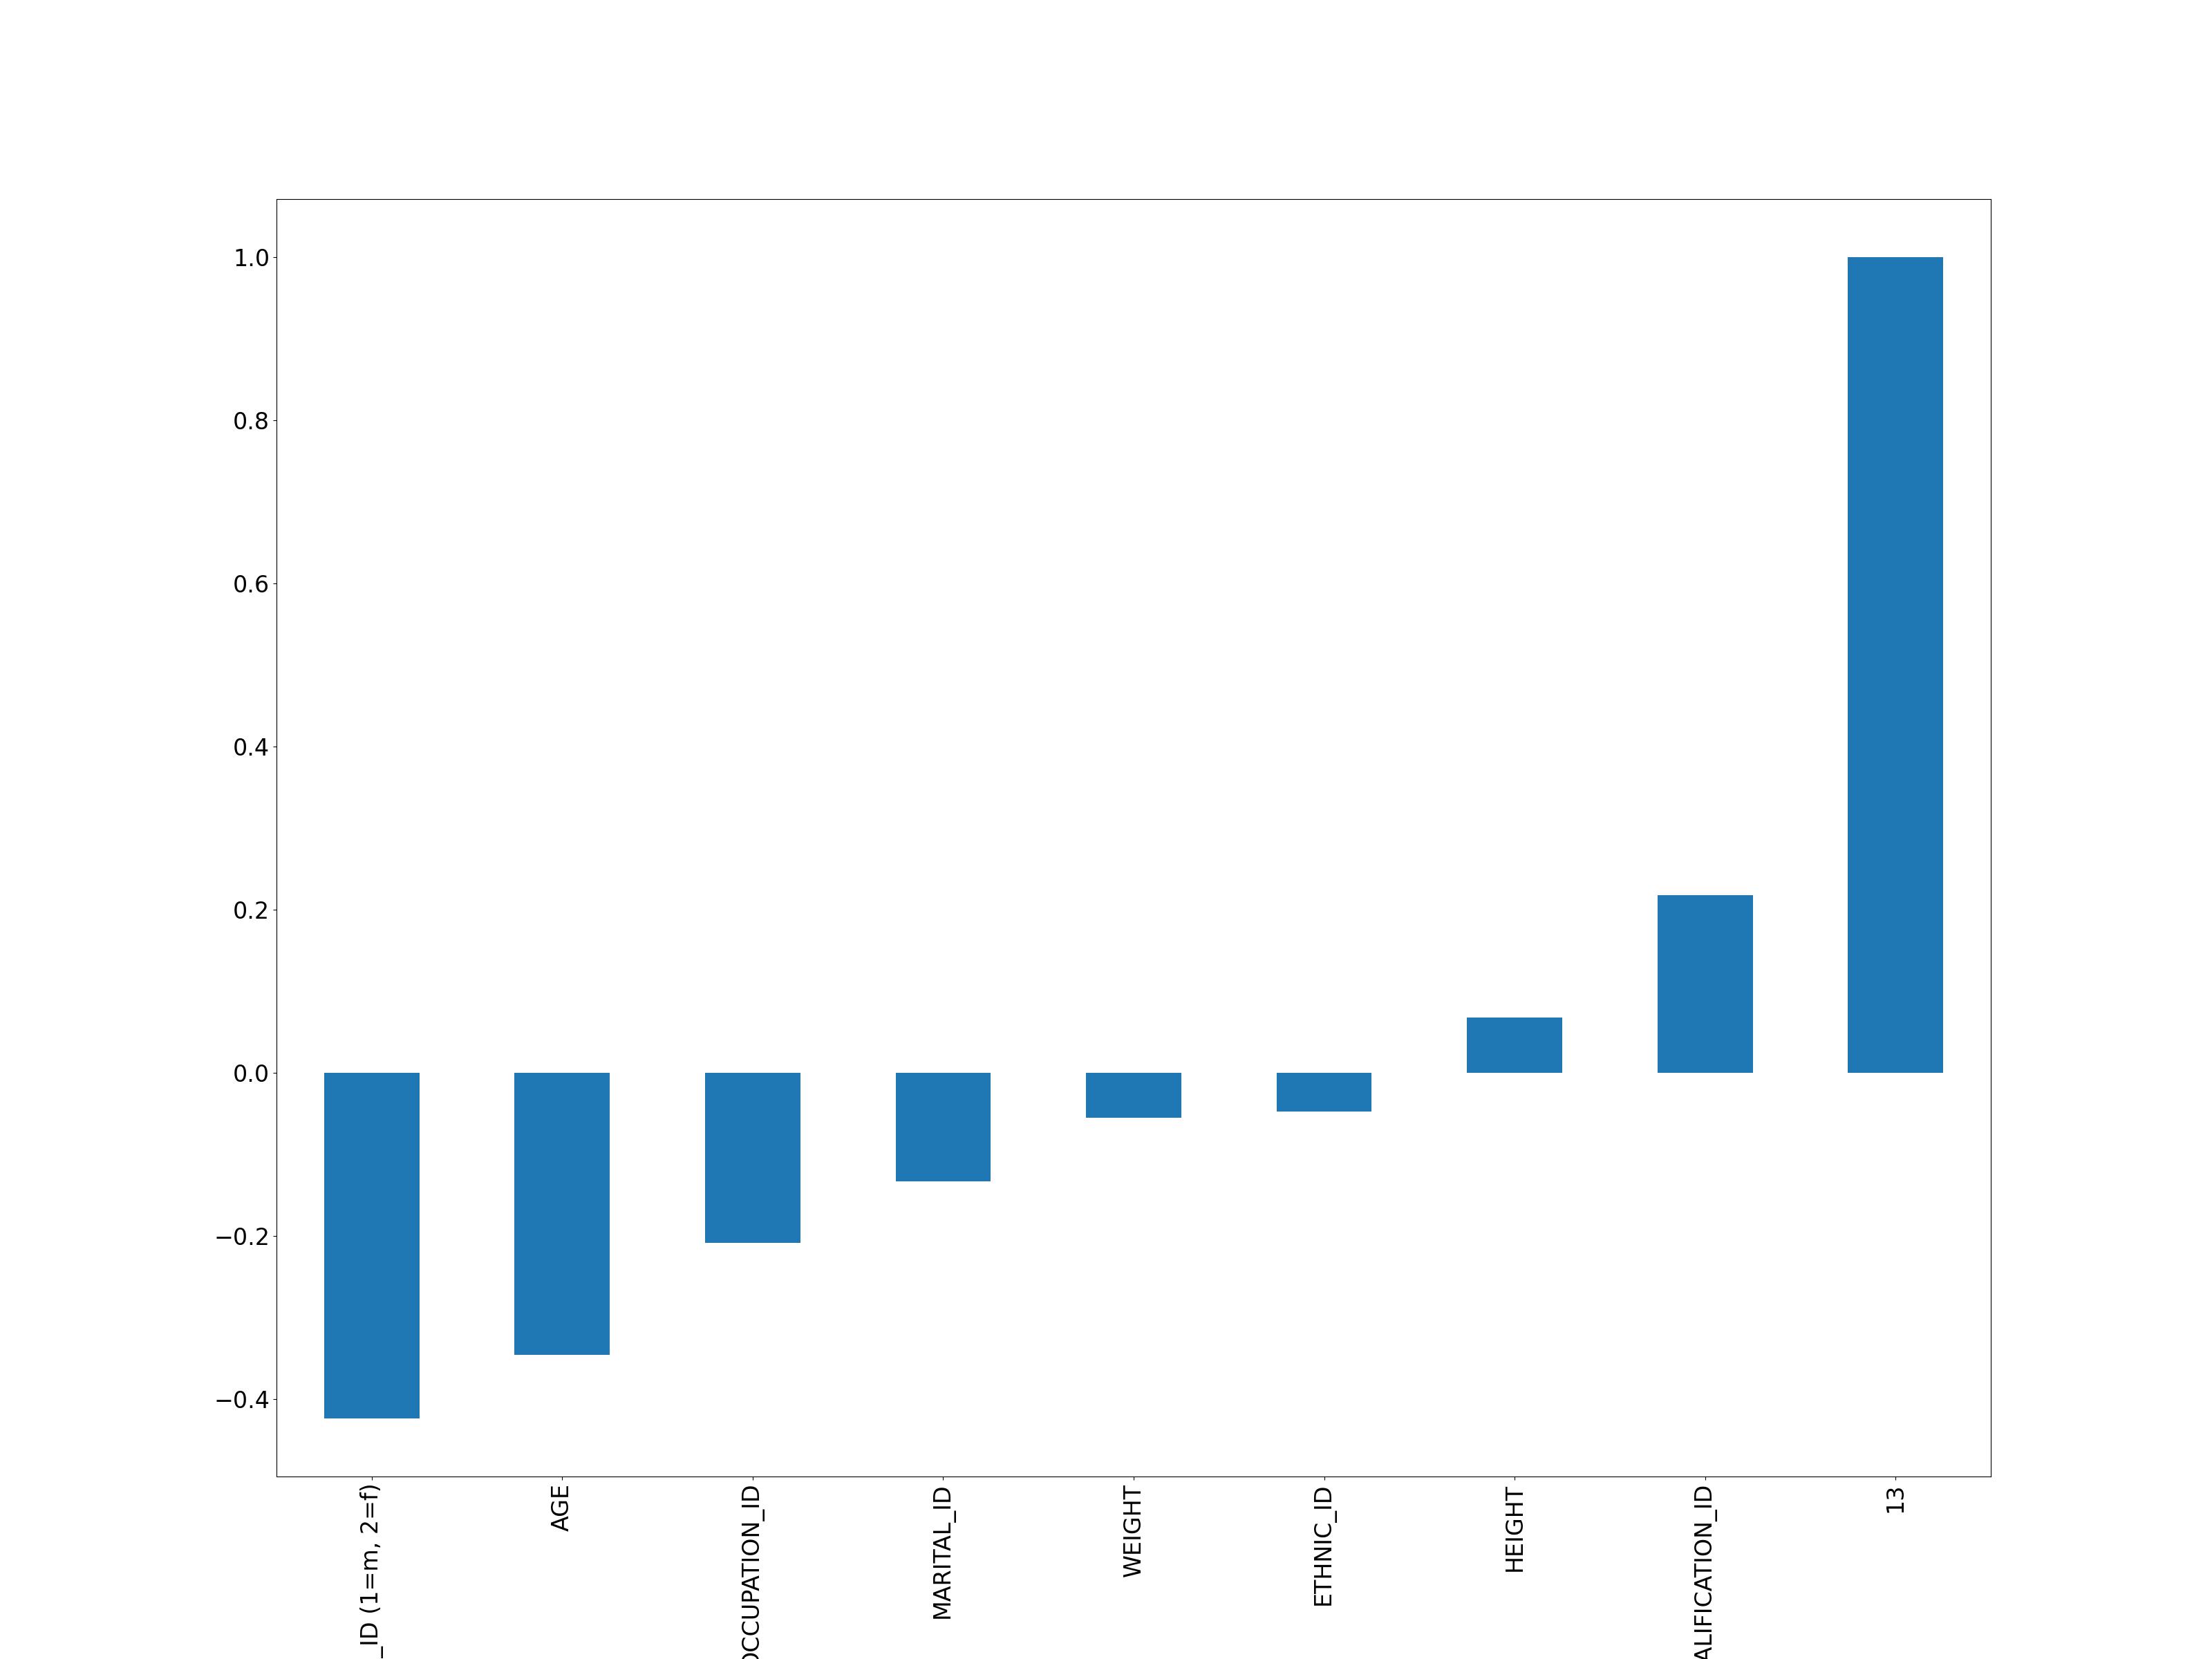 1.0
0.8
0.6
0.4
0.2
0.0
−0.2
−0.4
_ID (1=m, 2=f)
AGE
OCCUPATION_ID
MARITAL_ID
WEIGHT
ETHNIC_ID
HEIGHT
ALIFICATION_ID
13